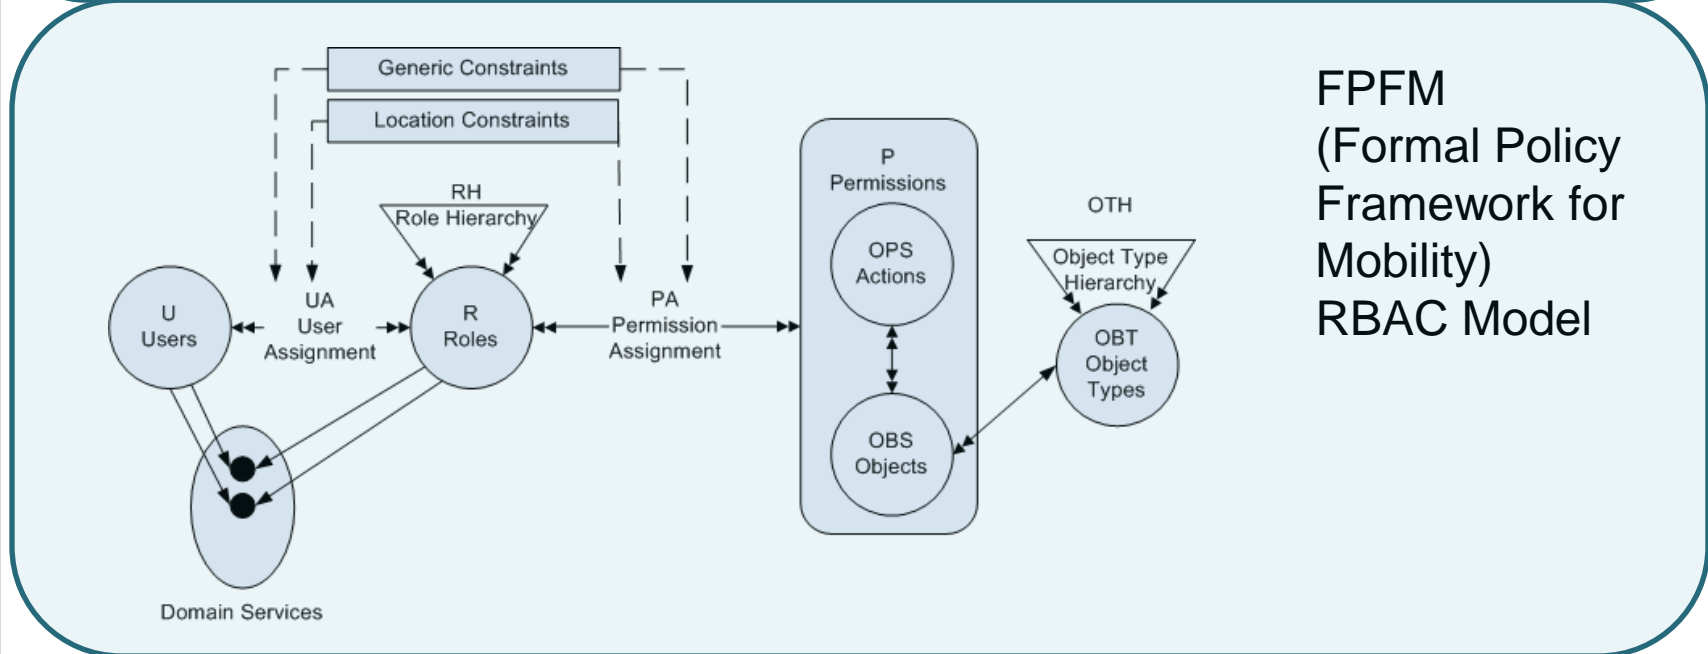 Generic Constraints
Location Constraints
RH
Role Hierarchy
U
Users
UA
User
Assignment
R
Roles
PA
Permission
Assignment
P
Permissions
OPS
Actions
OBS
Objects
OTH
Object Type
Hierarchy
OBT
Object
Types
Domain Services
FPFM
(Formal Policy
Framework for
Mobility)
RBAC Model